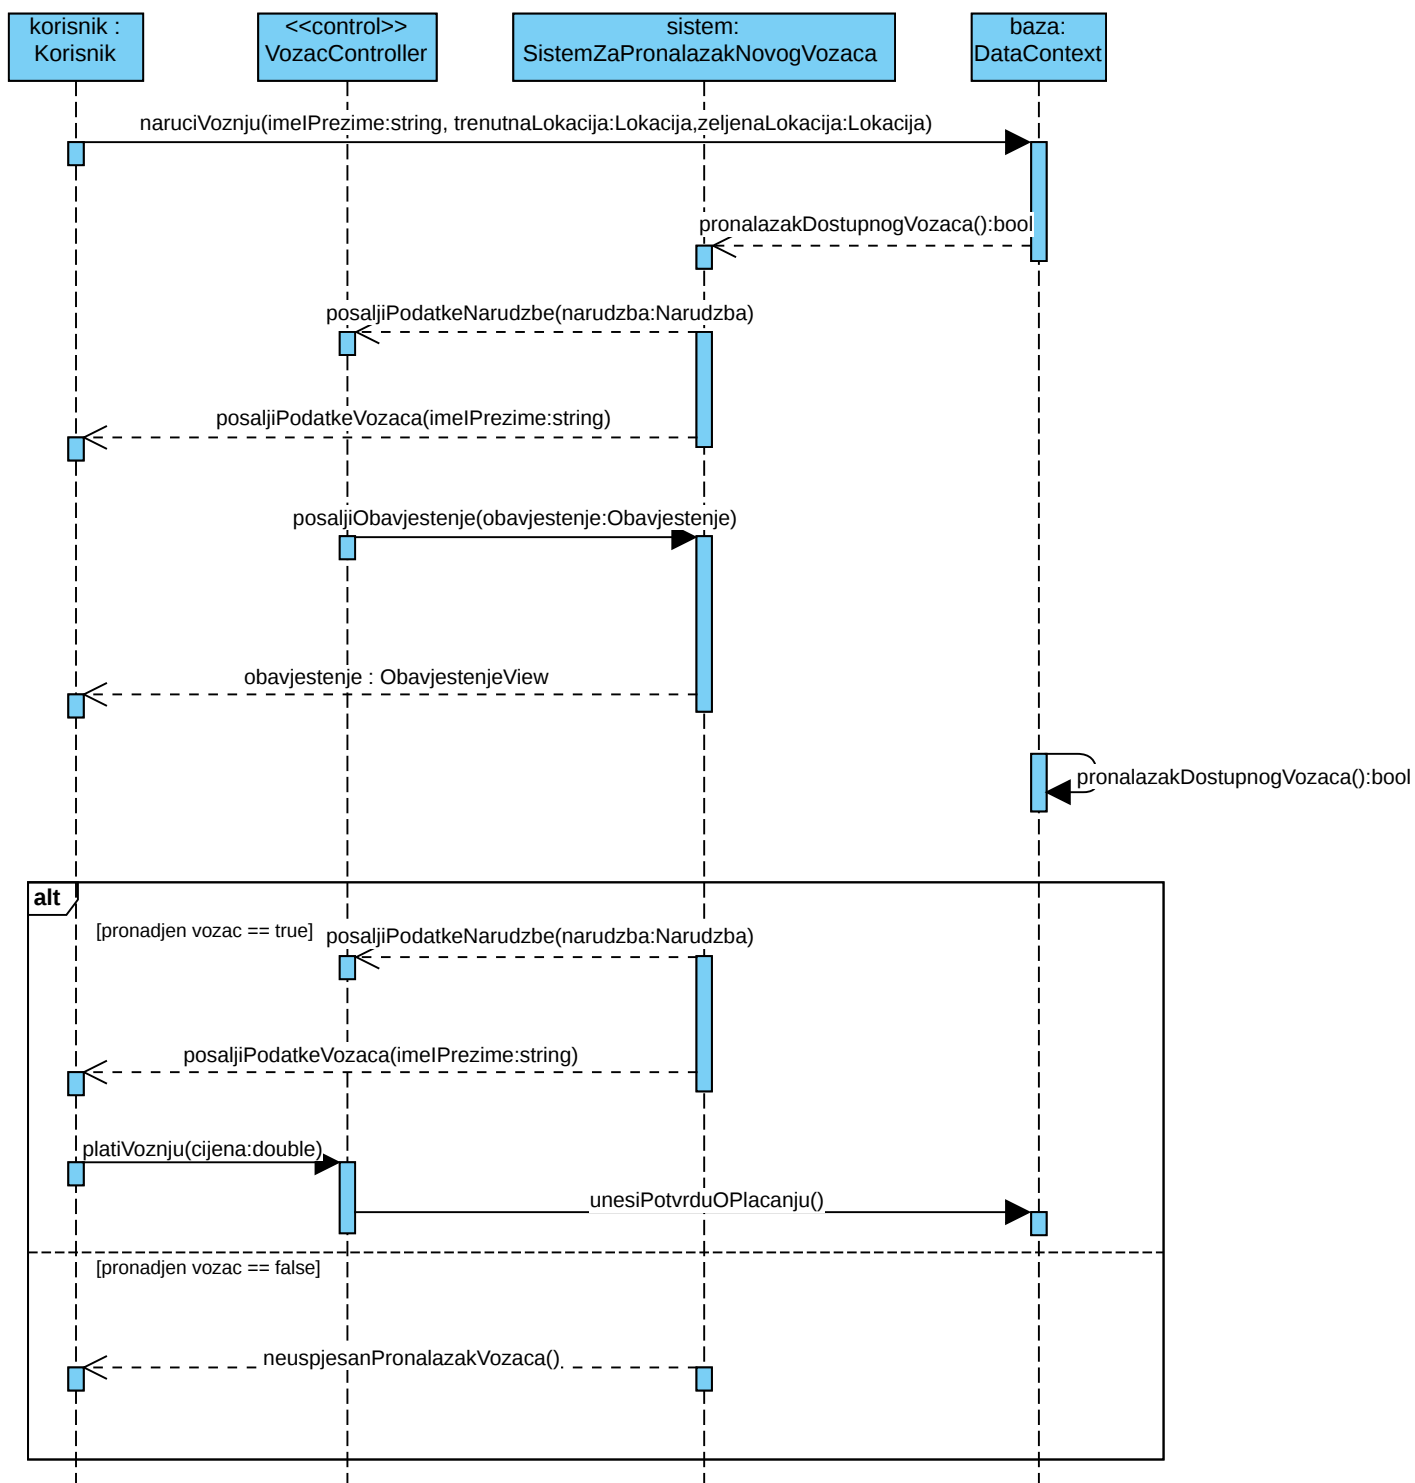 korisnik :
Korisnik
<<control>>
VozacController
sistem:
SistemZaPronalazakNovogVozaca
baza:
DataContext
naruciVoznju(imeIPrezime:string, trenutnaLokacija:Lokacija,zeljenaLokacija:Lokacija)
pronalazakDostupnogVozaca():bool
posaljiPodatkeNarudzbe(narudzba:Narudzba)
posaljiPodatkeVozaca(imeIPrezime:string)
posaljiObavjestenje(obavjestenje:Obavjestenje)
obavjestenje : ObavjestenjeView
pronalazakDostupnogVozaca():bool
alt
[pronadjen vozac == true]
posaljiPodatkeNarudzbe(narudzba:Narudzba)
posaljiPodatkeVozaca(imeIPrezime:string)
platiVoznju(cijena:double)
unesiPotvrduOPlacanju()
[pronadjen vozac == false]
neuspjesanPronalazakVozaca()